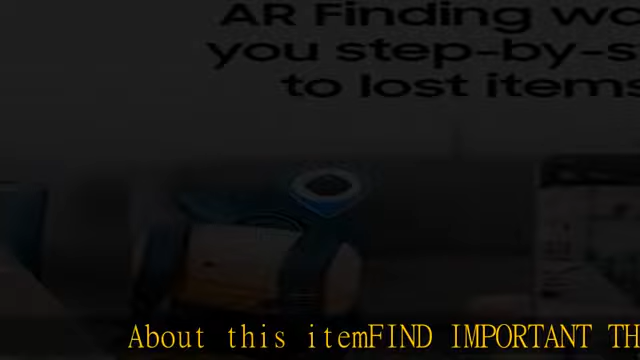 AR Finding
you step-by-s
to lost items
About this itemFIND IMPORTANT TH